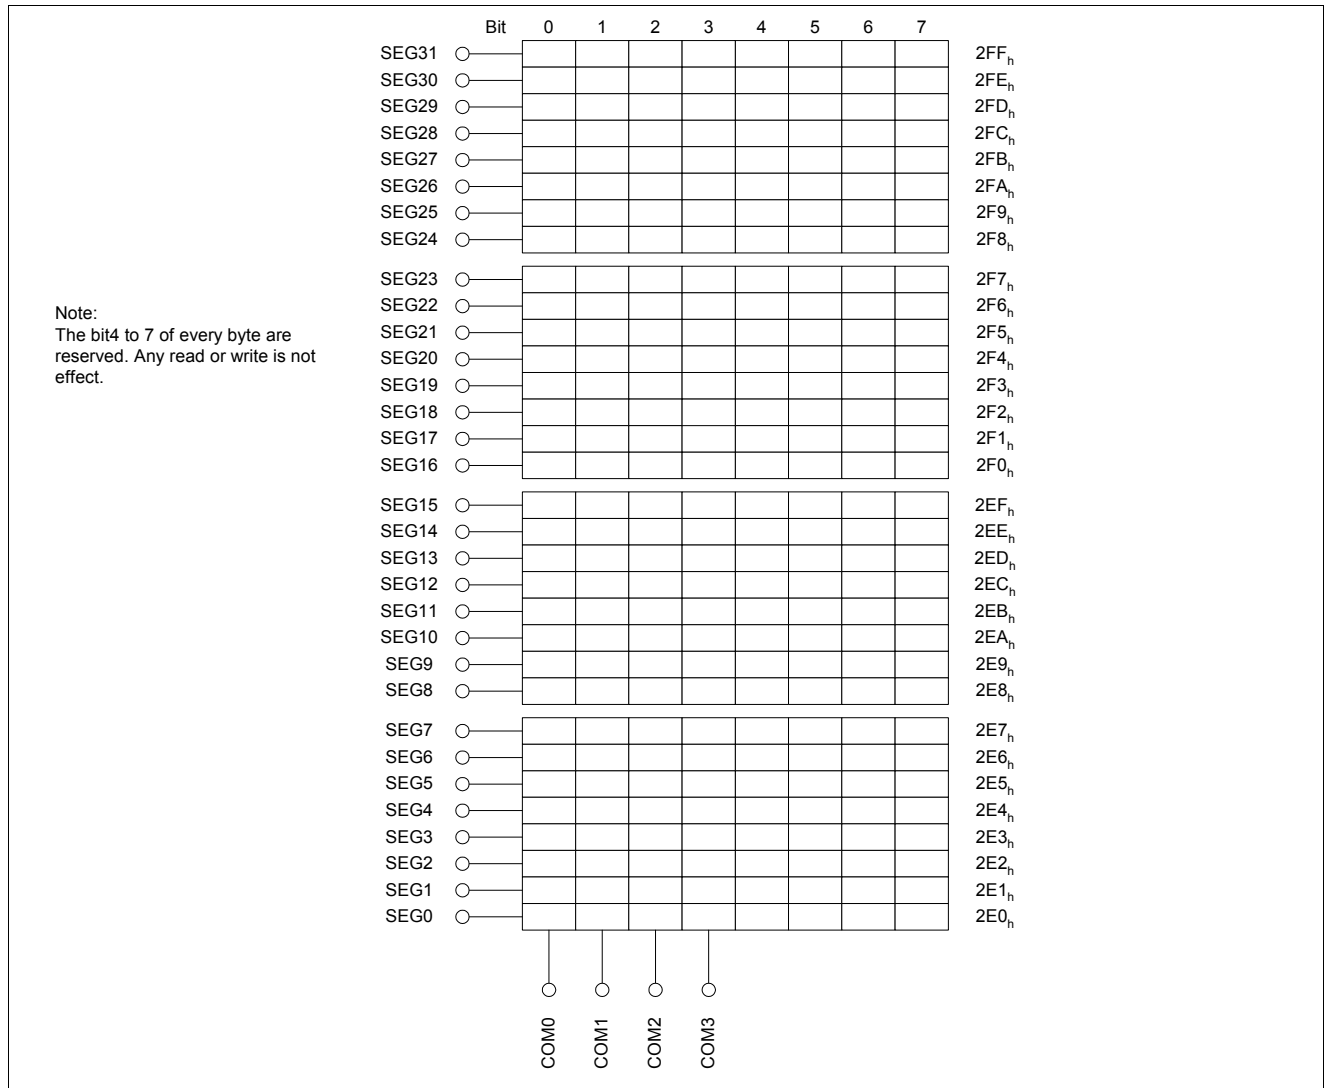 Bit 0 1 2 3 4 5 6 7
SEG31 2FFh
SEG30 2FEh
SEG29 2FDh
SEG28 2FCh
SEG27 2FBh
SEG26 2FAh
SEG25 2F9h
SEG24 2F8h
SEG23 2F7h
SEG22 2F6h
SEG21 2F5h
SEG20 2F4h
SEG19 2F3h
SEG18 2F2h
SEG17 2F1h
SEG16 2F0h
Note:
The bit4 to 7 of every byte are
reserved. Any read or write is not
effect.
SEG15 2EFh
SEG14 2EEh
SEG13 2EDh
SEG12 2ECh
SEG11 2EBh
SEG10 2EAh
SEG9 2E9h
SEG8 2E8h
SEG7 2E7h
SEG6 2E6h
SEG5 2E5h
SEG4 2E4h
SEG3 2E3h
SEG2 2E2h
SEG1 2E1h
SEG0 2E0h
COM0 COM1 COM2 COM3